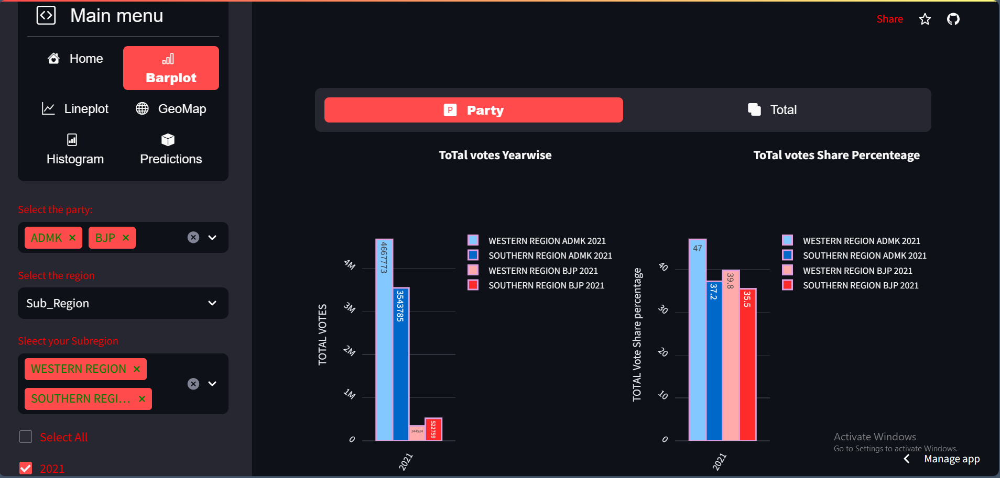 Main menu
Home
Barplot
Lineplot
GeoMap
Histogram
Predictions
Select the party:
ADMK
BJP
Select the region
Sub_Region
Sleect your Subregion
WESTERN REGION
SOUTHERN REGI...
Select All
2021
Share
P Party
Total
ToTal votes Yearwise
TOTAL VOTES
4M
3M
2M
1M
0
4667773
3543785
344524
522759
2021
WESTERN REGION ADMK 2021
SOUTHERN REGION ADMK 2021
WESTERN REGION BJP 2021
SOUTHERN REGION BJP 2021
ToTal votes Share Percenteage
TOTAL Vote Share percentage
40
30
20
10
0
47
37.2
39.8
35.5
2021
WESTERN REGION ADMK 2021
SOUTHERN REGION ADMK 2021
WESTERN REGION BJP 2021
SOUTHERN REGION BJP 2021
Activate Windows
Go to Settings to activate Windows.
Manage app